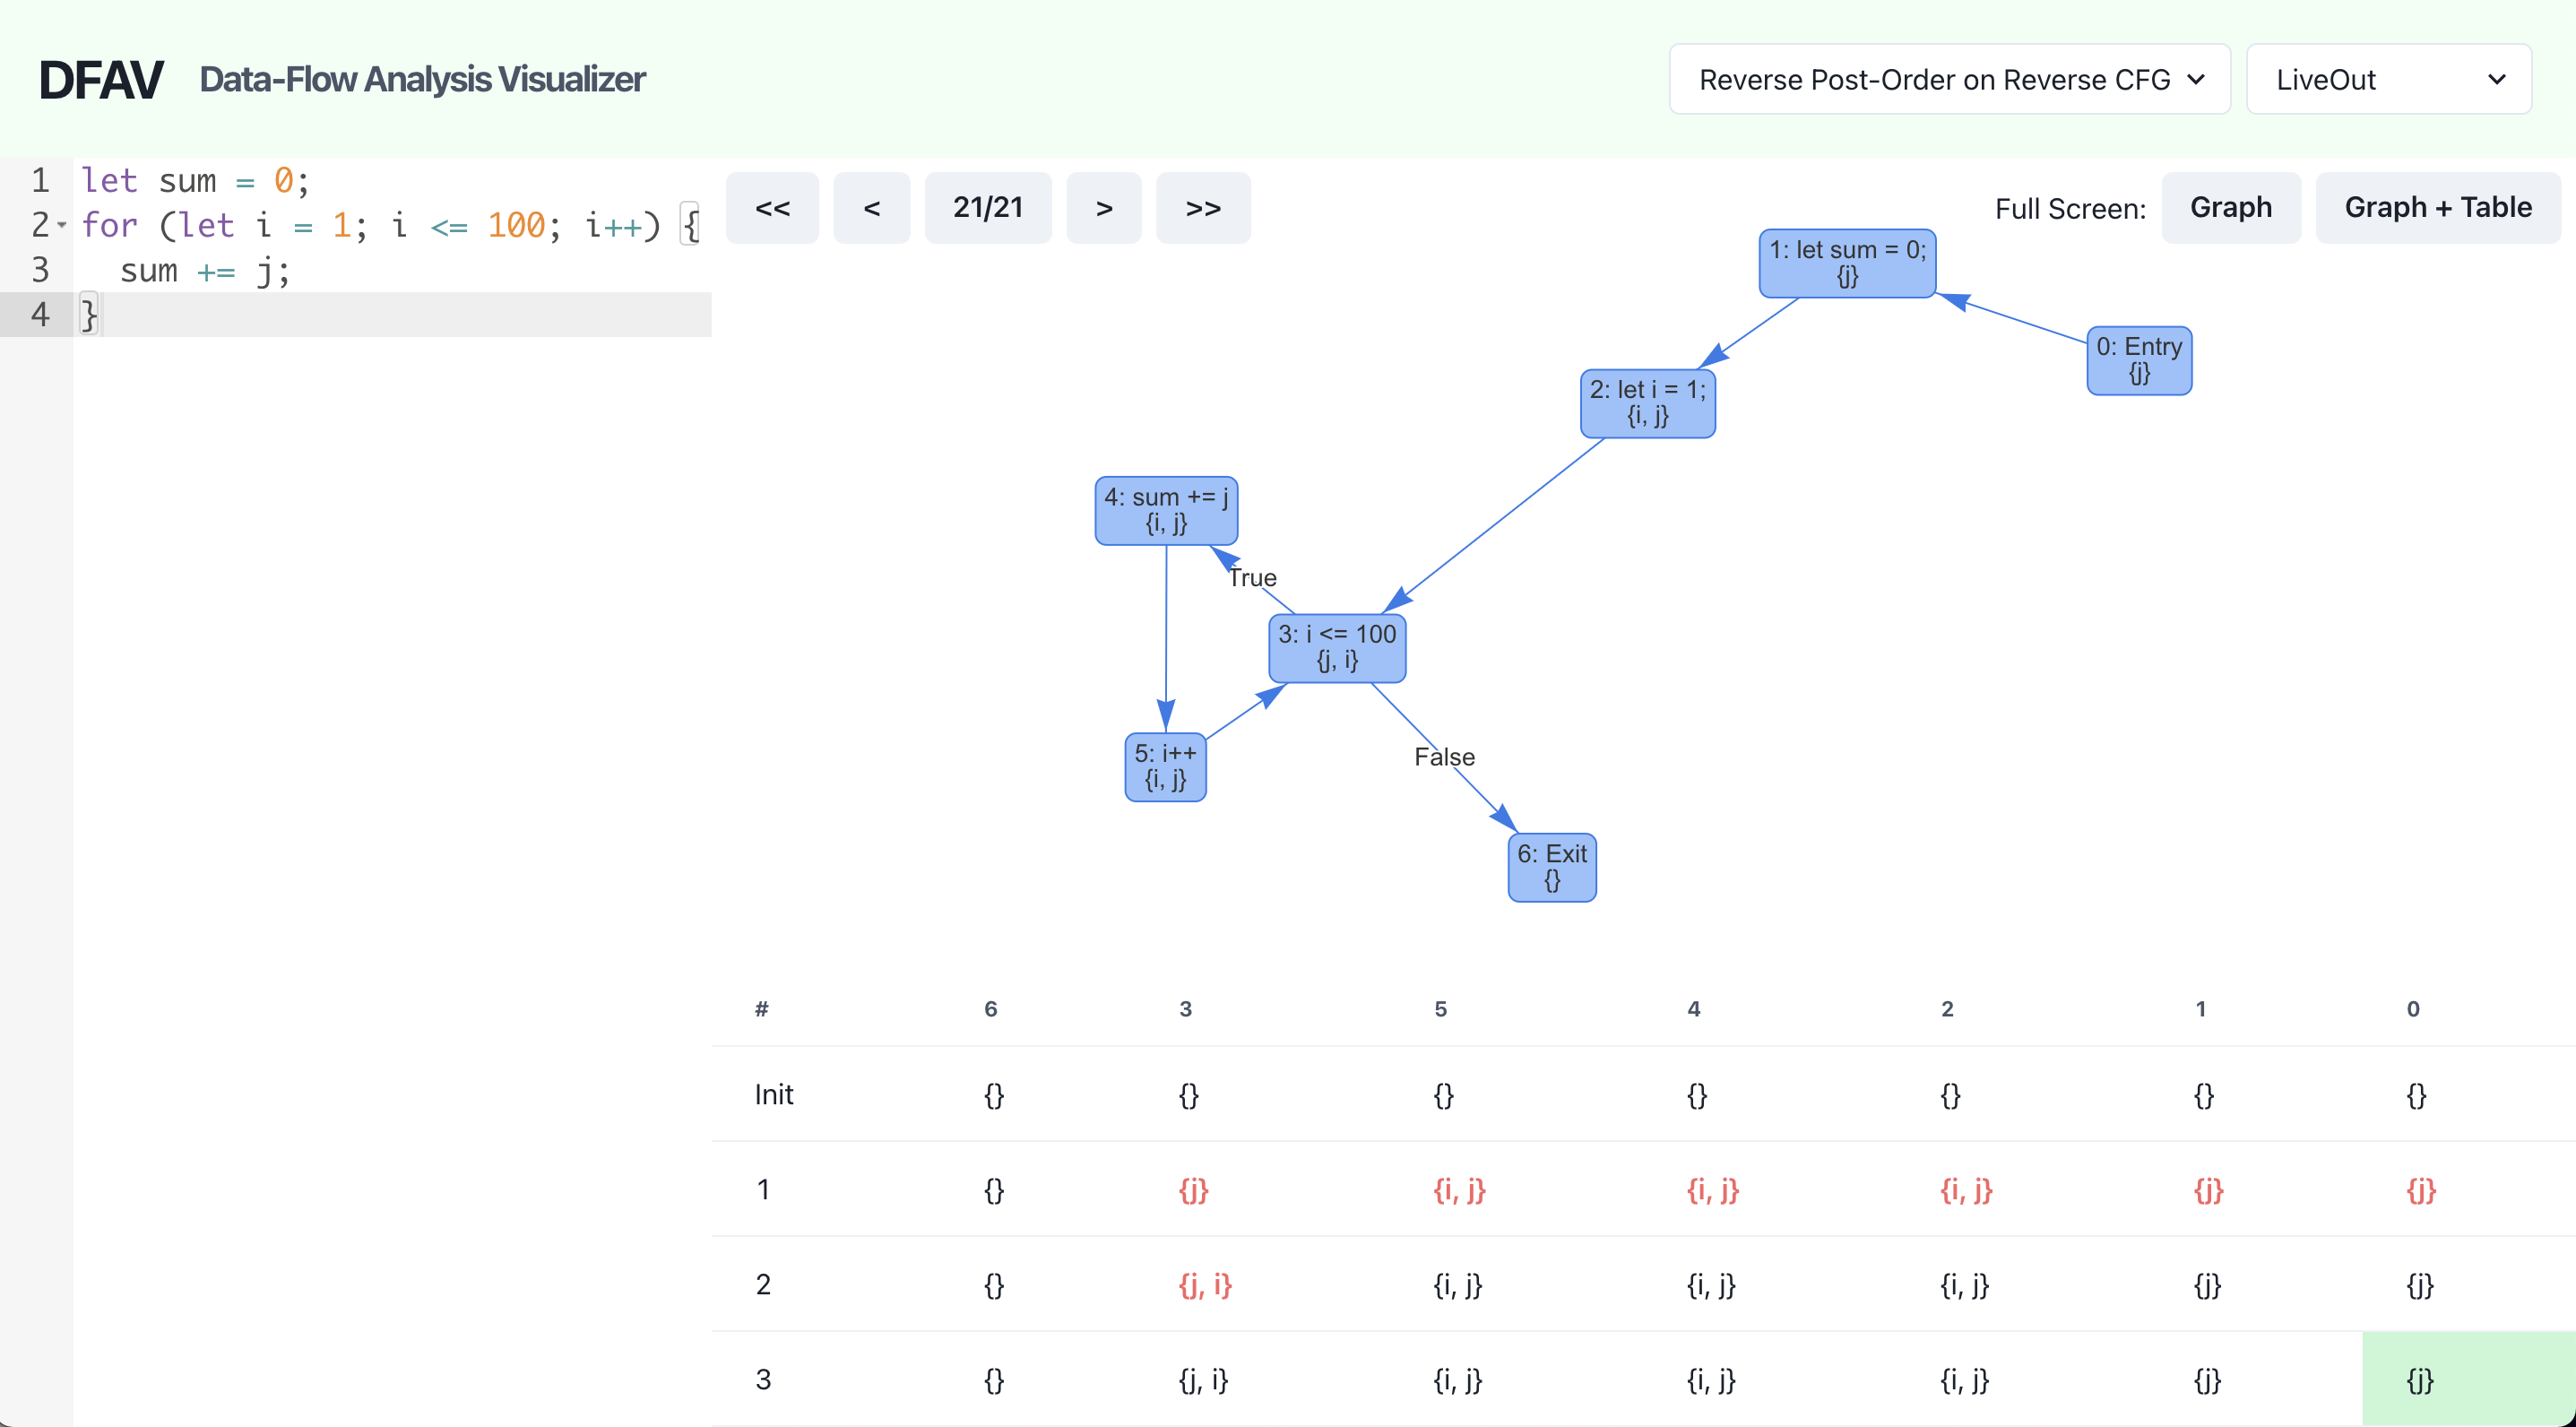 DFAV Data-Flow Analysis Visualizer Reverse Post-Order on Reverse CFG LiveOut
1 let sum = 0;
2 for (let i = 1; i <= 100; i++) {
3 sum += j;
4 }
<< < 21/21 > >> Full Screen: Graph Graph + Table
1: let sum = 0;
{j}
0: Entry
{j}
2: let i = 1;
{i, j}
4: sum += j
{i, j}
True
3: i <= 100
{j, i}
5: i++
{i, j}
False
6: Exit
{}
# 6 3 5 4 2 1 0
Init {} {} {} {} {} {} {}
1 {} {j} {i, j} {i, j} {i, j} {j} {j}
2 {} {j, i} {i, j} {i, j} {i, j} {j} {j}
3 {} {j, i} {i, j} {i, j} {i, j} {j} {j}